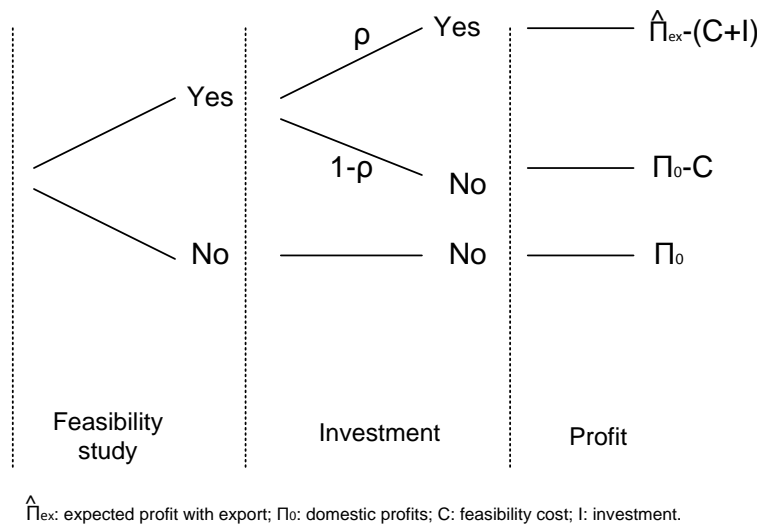 ρ Yes Π̂ex-(C+I)
Yes
1-ρ No Π0-C
No No Π0
Feasibility
study
Investment
Profit
Π̂ex: expected profit with export; Π0: domestic profits; C: feasibility cost; I: investment.